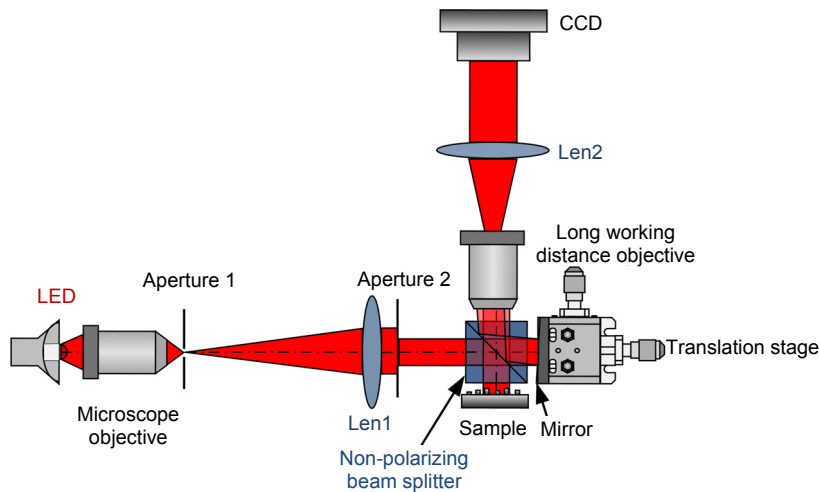 CCD
Len2
Long working
distance objective
Aperture 1
Aperture 2
LED
Translation stage
Microscope
objective
Len1
Sample
Mirror
Non-polarizing
beam splitter